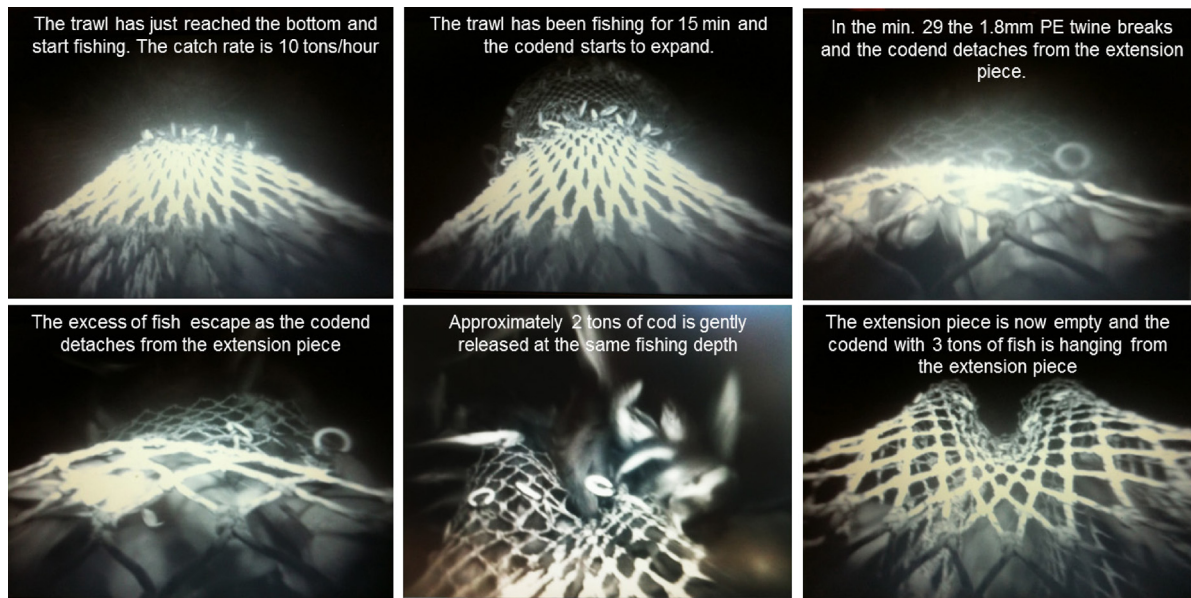 The trawl has just reached the bottom and
start fishing. The catch rate is 10 tons/hour
The trawl has been fishing for 15 min and
the codend starts to expand.
In the min. 29 the 1.8mm PE twine breaks
and the codend detaches from the extension
piece.
The excess of fish escape as the codend
detaches from the extension piece
Approximately 2 tons of cod is gently
released at the same fishing depth
The extension piece is now empty and the
codend with 3 tons of fish is hanging from
the extension piece